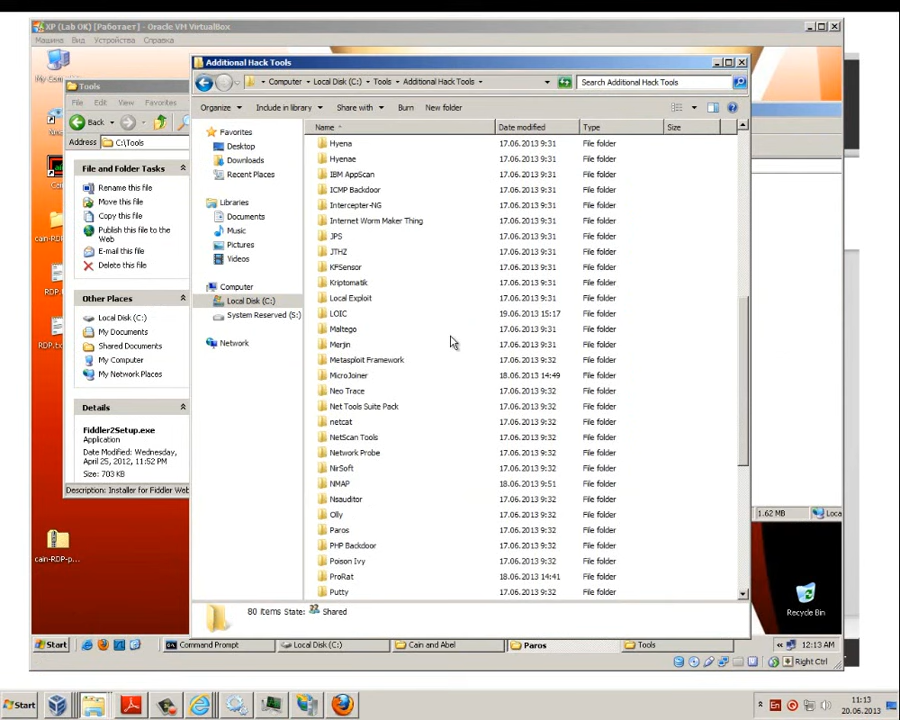 XP (Lab OK) [Работает] - Oracle VM VirtualBox
Машина Вид Устройства Справка
Additional Hack Tools
Computer Local Disk (C:) Tools Additional Hack Tools
Search Additional Hack Tools
Organize Include in library Share with Burn New folder
Tools
File Edit View Favorites
Back
Address C:\Tools
File and Folder Tasks
Rename this file
Move this file
Copy this file
Publish this file to the
Web
E-mail this file
Delete this file
Other Places
Local Disk (C:)
My Documents
Shared Documents
My Computer
My Network Places
Details
Fiddler2Setup.exe
Application
Date Modified: Wednesday,
April 25, 2012, 11:52 PM
Size: 703 KB
Description: Installer for Fiddler Web
cain-RDP-p...
Favorites
Desktop
Downloads
Recent Places
Libraries
Documents
Music
Pictures
Videos
Computer
Local Disk (C:)
System Reserved (S:)
Network
Name Date modified Type Size
Hyena 17.06.2013 9:31 File folder
Hyenae 17.06.2013 9:31 File folder
IBM AppScan 17.06.2013 9:31 File folder
ICMP Backdoor 17.06.2013 9:31 File folder
Intercepter-NG 17.06.2013 9:31 File folder
Internet Worm Maker Thing 17.06.2013 9:31 File folder
JPS 17.06.2013 9:31 File folder
JTHZ 17.06.2013 9:31 File folder
KFSensor 17.06.2013 9:31 File folder
Kriptomatik 17.06.2013 9:31 File folder
Local Exploit 17.06.2013 9:31 File folder
LOIC 19.06.2013 15:17 File folder
Maltego 17.06.2013 9:31 File folder
Merjin 17.06.2013 9:31 File folder
Metasploit Framework 17.06.2013 9:32 File folder
MicroJoiner 18.06.2013 14:49 File folder
Neo Trace 17.06.2013 9:32 File folder
Net Tools Suite Pack 17.06.2013 9:32 File folder
netcat 17.06.2013 9:32 File folder
NetScan Tools 17.06.2013 9:32 File folder
Network Probe 17.06.2013 9:32 File folder
NirSoft 17.06.2013 9:32 File folder
NMAP 18.06.2013 9:51 File folder
Nsauditor 17.06.2013 9:32 File folder
Olly 17.06.2013 9:32 File folder
Paros 17.06.2013 9:32 File folder
PHP Backdoor 17.06.2013 9:32 File folder
Poison Ivy 17.06.2013 9:32 File folder
ProRat 18.06.2013 14:41 File folder
Putty 17.06.2013 9:32 File folder
80 items State: Shared
1.62 MB Loca
Recycle Bin
Start Command Prompt Local Disk (C:) Cain and Abel Paros Tools 12:13 AM
Right Ctrl
Start En 11:13
20.06.2013